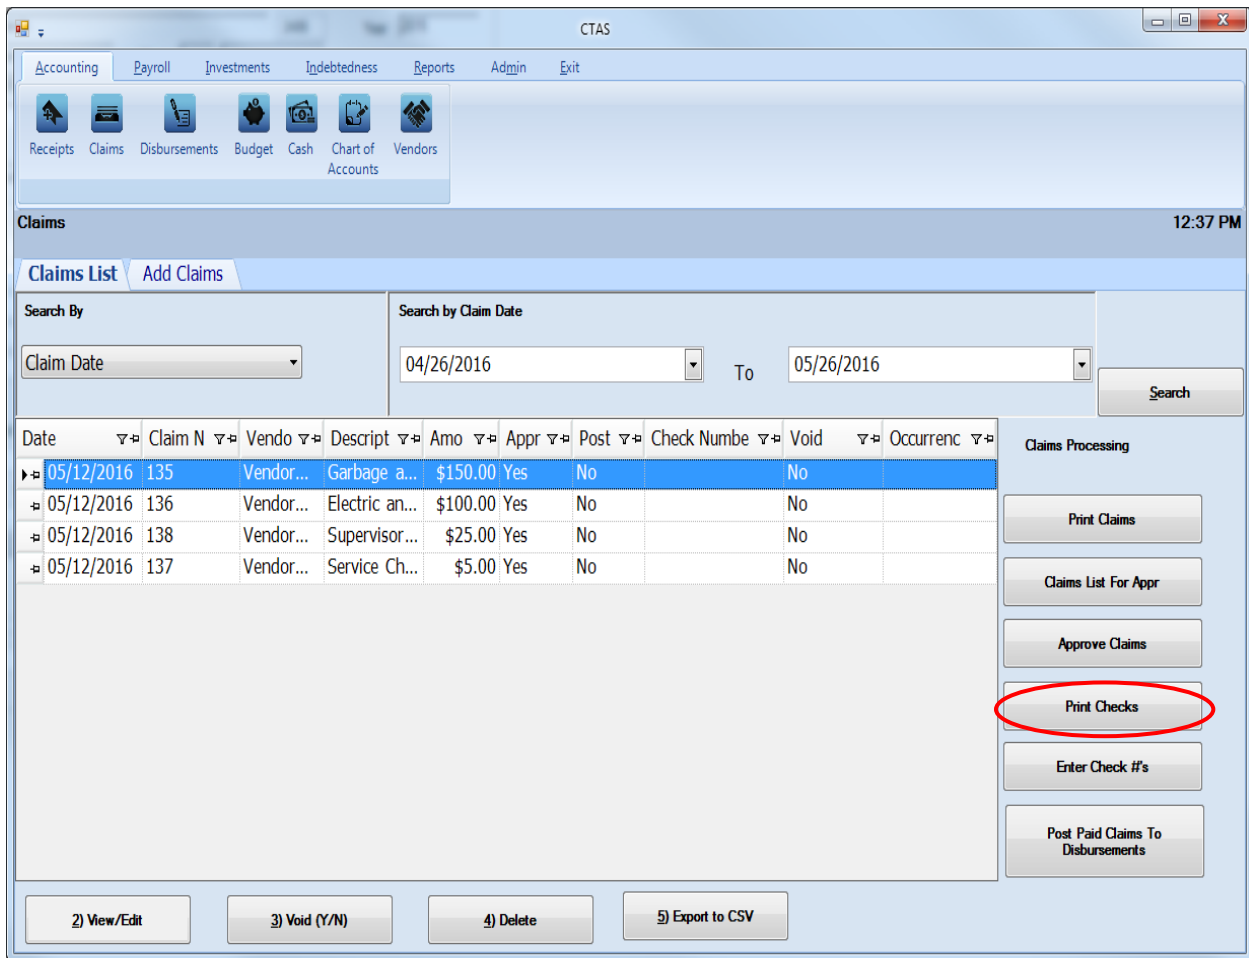 CTAS
Accounting Payroll Investments Indebtedness Reports Admin Exit
Receipts Claims Disbursements Budget Cash Chart of Accounts Vendors
Claims 12:37 PM
Claims List Add Claims
Search By Search by Claim Date
Claim Date 04/26/2016 To 05/26/2016
Search
Date Claim N Vendo Descript Amo Appr Post Check Numbe Void Occurrenc
05/12/2016 135 Vendor... Garbage a... $150.00 Yes No No
05/12/2016 136 Vendor... Electric an... $100.00 Yes No No
05/12/2016 138 Vendor... Supervisor... $25.00 Yes No No
05/12/2016 137 Vendor... Service Ch... $5.00 Yes No No
Claims Processing
Print Claims
Claims List For Appr
Approve Claims
Print Checks
Enter Check #'s
Post Paid Claims To
Disbursements
2) View/Edit 3) Void (Y/N) 4) Delete 5) Export to CSV